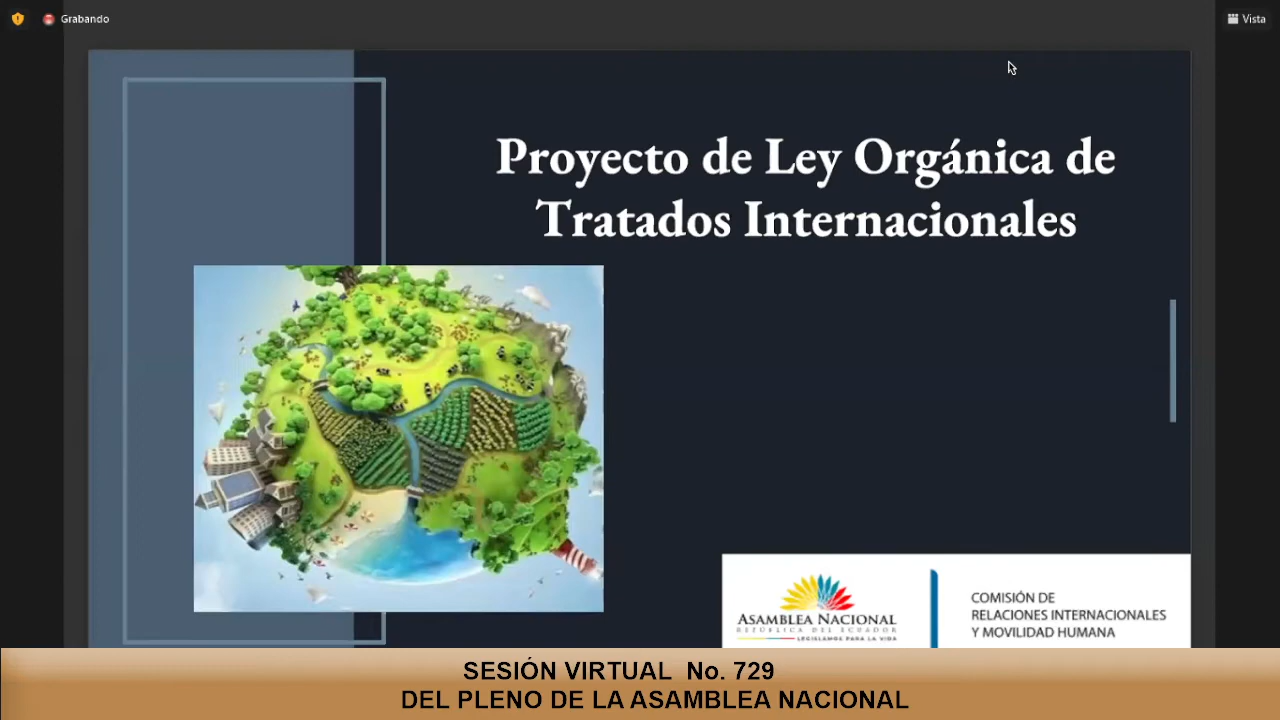 Grabando
Vista
Proyecto de Ley Orgánica de
Tratados Internacionales
ASAMBLEA NACIONAL
REPÚBLICA DEL ECUADOR
LEGISLAMOS PARA LA VIDA
COMISIÓN DE
RELACIONES INTERNACIONALES
Y MOVILIDAD HUMANA
SESIÓN VIRTUAL No. 729
DEL PLENO DE LA ASAMBLEA NACIONAL